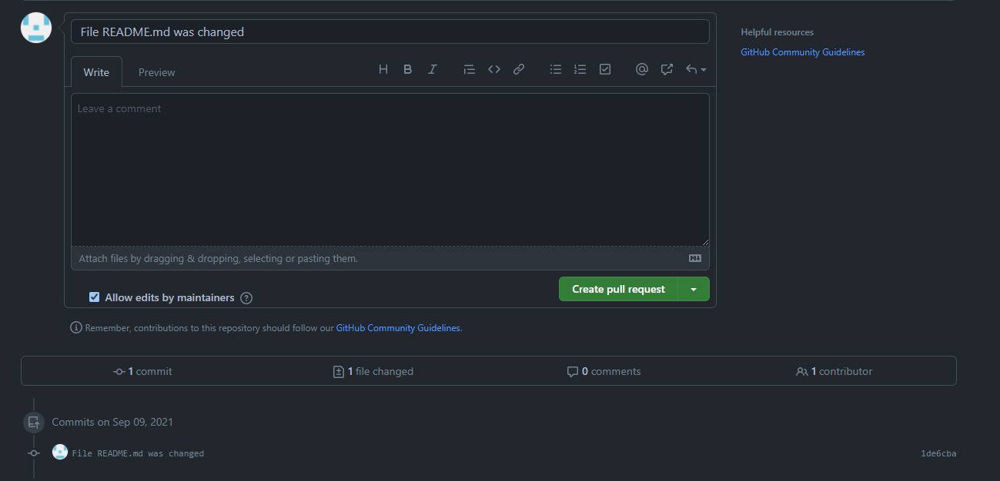 File README.md was changed
Helpful resources
GitHub Community Guidelines
Write Preview
Leave a comment
Attach files by dragging & dropping, selecting or pasting them.
Allow edits by maintainers
Create pull request
Remember, contributions to this repository should follow our GitHub Community Guidelines.
1 commit 1 file changed 0 comments 1 contributor
Commits on Sep 09, 2021
File README.md was changed 1de6cba